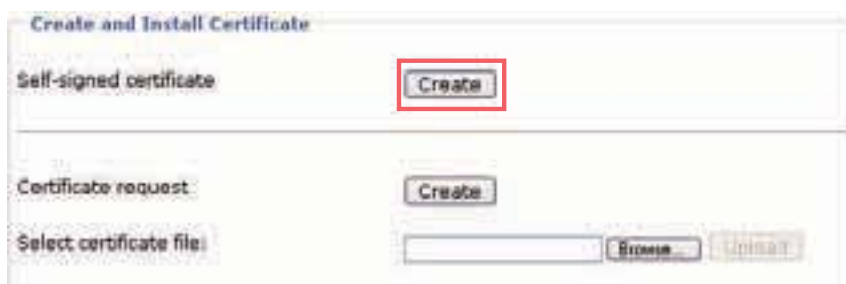 Create and Install Certificate
Self-signed certificate Create
Certificate request Create
Select certificate file: Browse... Upload